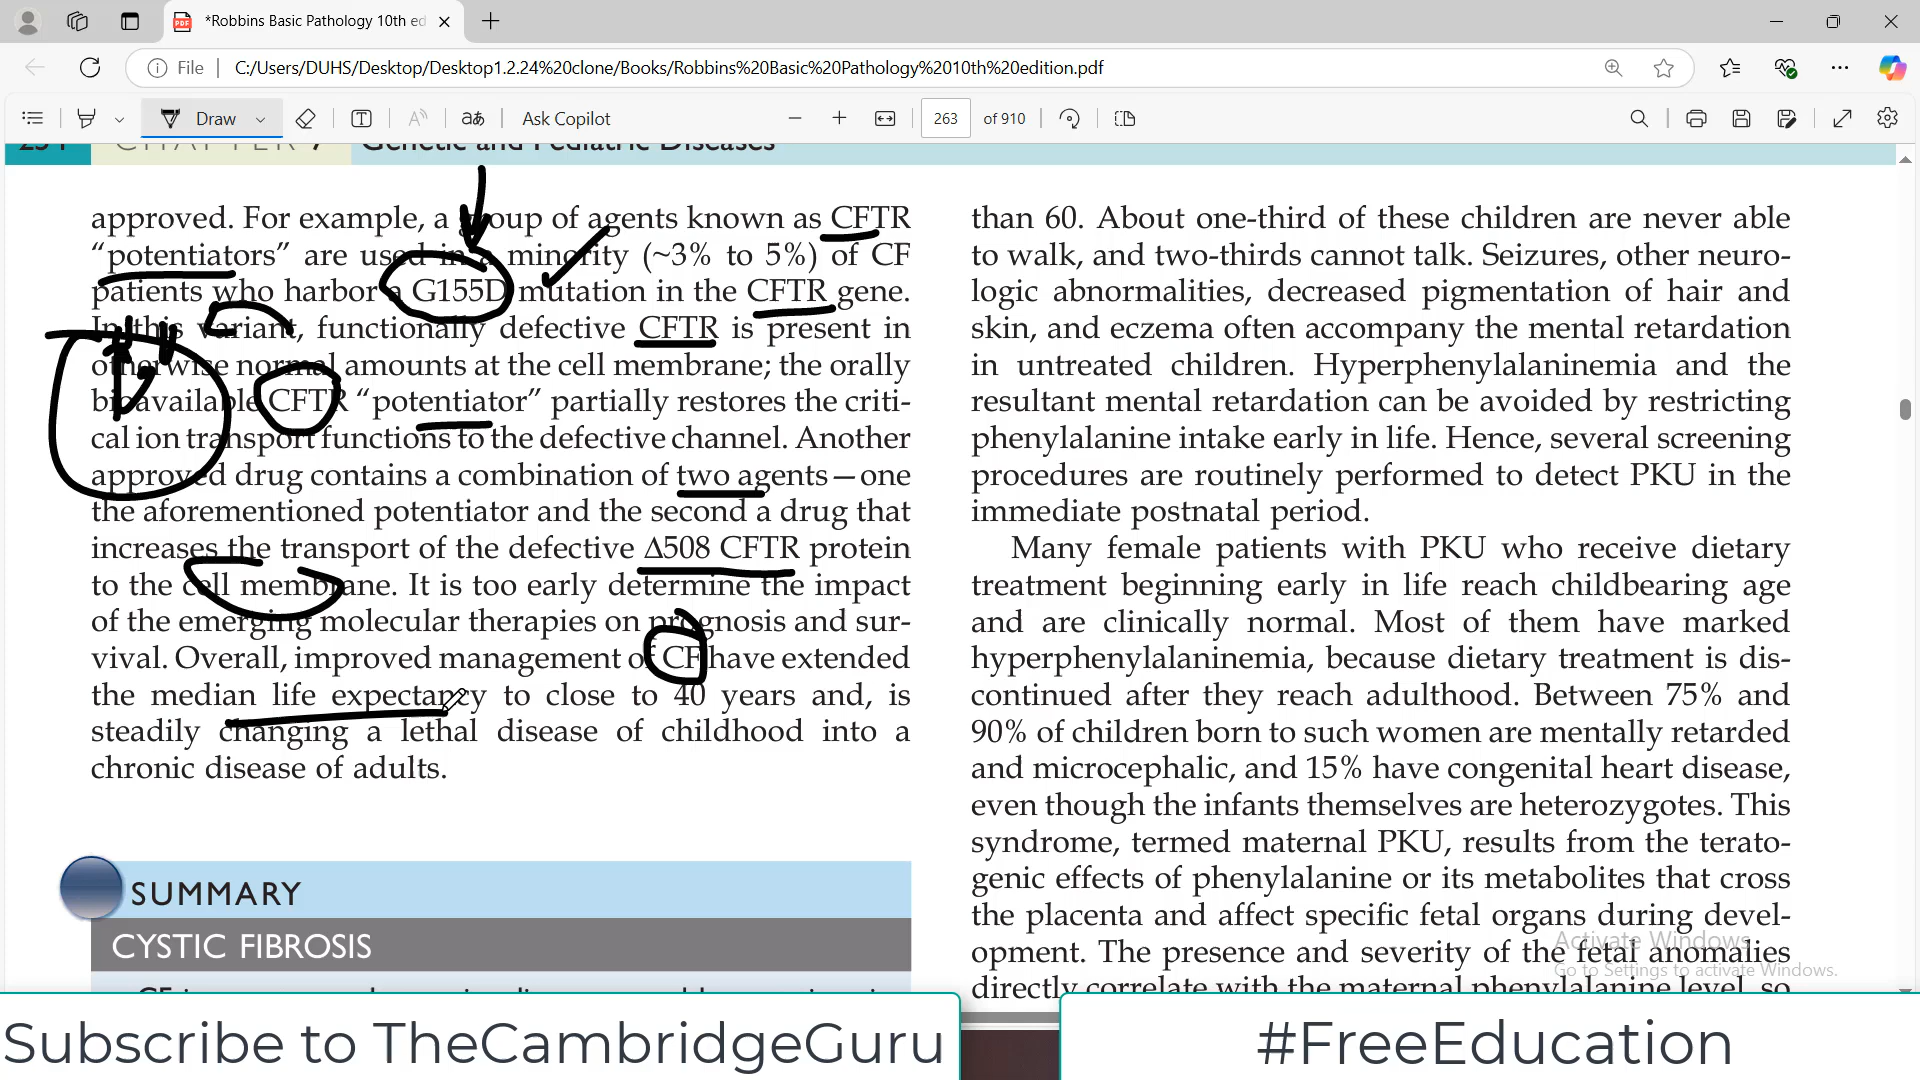 *Robbins Basic Pathology 10th ed
File
C:/Users/DUHS/Desktop/Desktop1.2.24%20clone/Books/Robbins%20Basic%20Pathology%2010th%20edition.pdf
Draw
Ask Copilot
263 of 910
CHAPTER 7 Genetic and Pediatric Diseases
approved. For example, a group of agents known as CFTR
“potentiators” are used in a minority (~3% to 5%) of CF
patients who harbor a G155D mutation in the CFTR gene.
In this variant, functionally defective CFTR is present in
otherwise normal amounts at the cell membrane; the orally
bioavailable CFTR “potentiator” partially restores the criti-
cal ion transport functions to the defective channel. Another
approved drug contains a combination of two agents—one
the aforementioned potentiator and the second a drug that
increases the transport of the defective Δ508 CFTR protein
to the cell membrane. It is too early determine the impact
of the emerging molecular therapies on prognosis and sur-
vival. Overall, improved management of CF have extended
the median life expectancy to close to 40 years and, is
steadily changing a lethal disease of childhood into a
chronic disease of adults.
SUMMARY
CYSTIC FIBROSIS
than 60. About one-third of these children are never able
to walk, and two-thirds cannot talk. Seizures, other neuro-
logic abnormalities, decreased pigmentation of hair and
skin, and eczema often accompany the mental retardation
in untreated children. Hyperphenylalaninemia and the
resultant mental retardation can be avoided by restricting
phenylalanine intake early in life. Hence, several screening
procedures are routinely performed to detect PKU in the
immediate postnatal period.
Many female patients with PKU who receive dietary
treatment beginning early in life reach childbearing age
and are clinically normal. Most of them have marked
hyperphenylalaninemia, because dietary treatment is dis-
continued after they reach adulthood. Between 75% and
90% of children born to such women are mentally retarded
and microcephalic, and 15% have congenital heart disease,
even though the infants themselves are heterozygotes. This
syndrome, termed maternal PKU, results from the terato-
genic effects of phenylalanine or its metabolites that cross
the placenta and affect specific fetal organs during devel-
opment. The presence and severity of the fetal anomalies
directly correlate with the maternal phenylalanine level, so
Activate Windows
Go to Settings to activate Windows.
Subscribe to TheCambridgeGuru
#FreeEducation